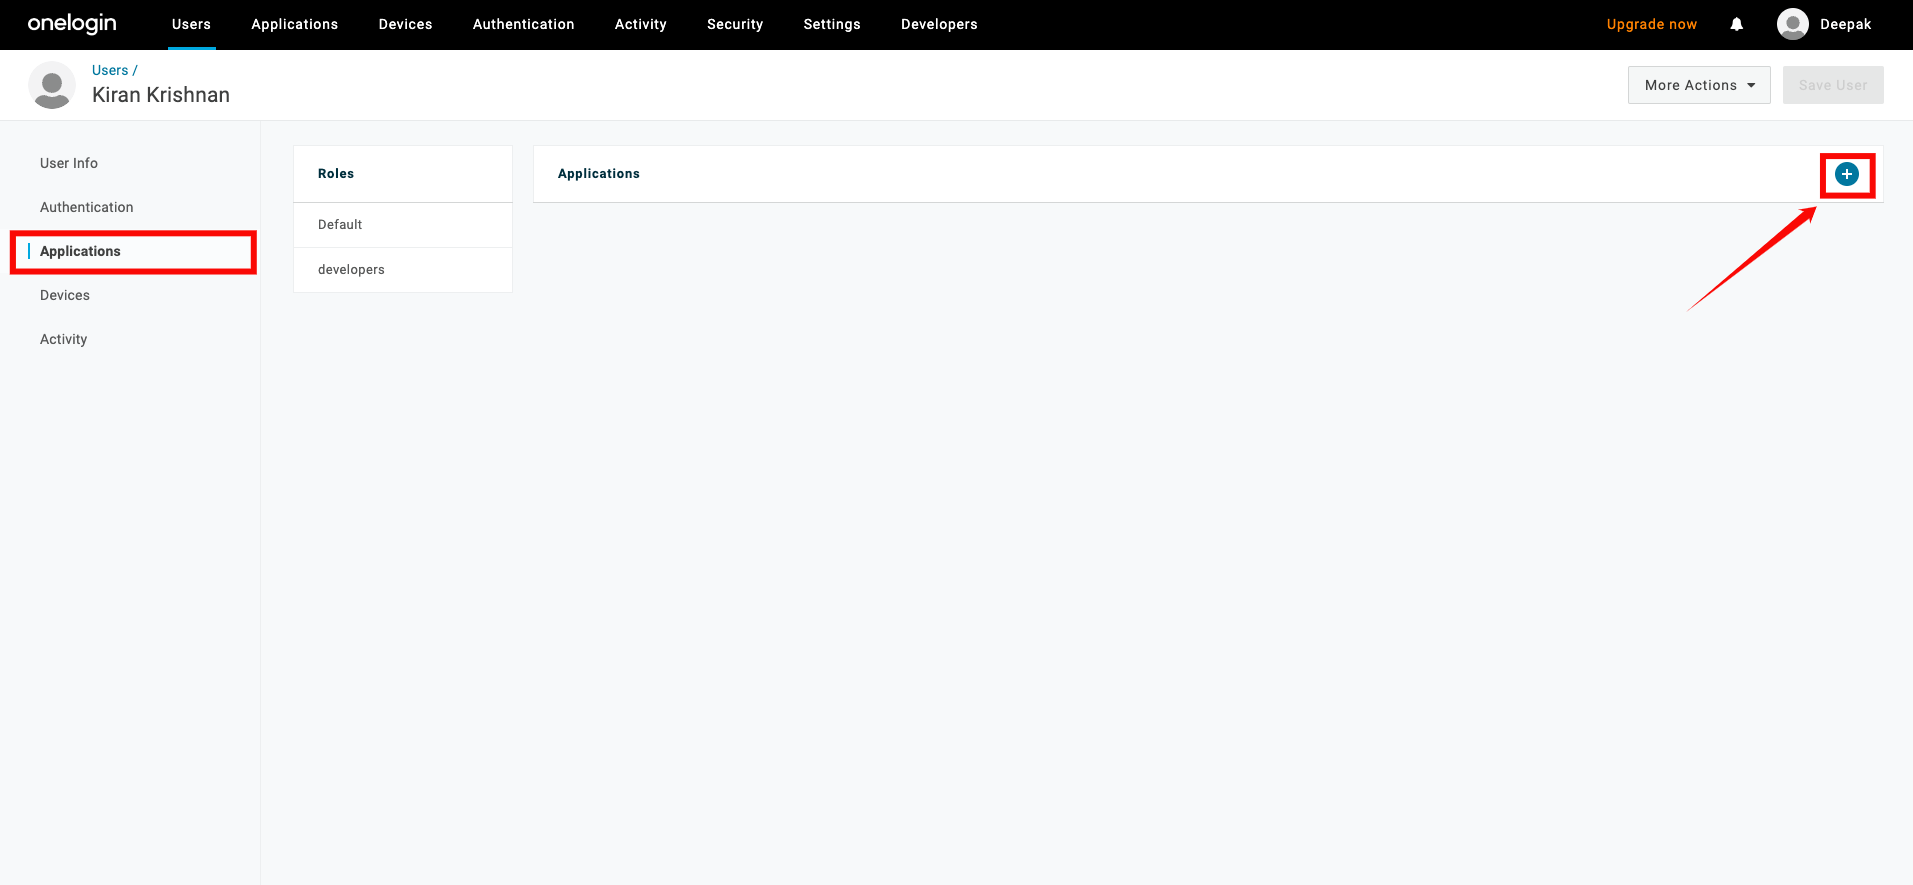 onelogin Users Applications Devices Authentication Activity Security Settings Developers Upgrade now Deepak
Users /
Kiran Krishnan
More Actions Save User
User Info
Authentication
Applications
Devices
Activity
Roles
Default
developers
Applications